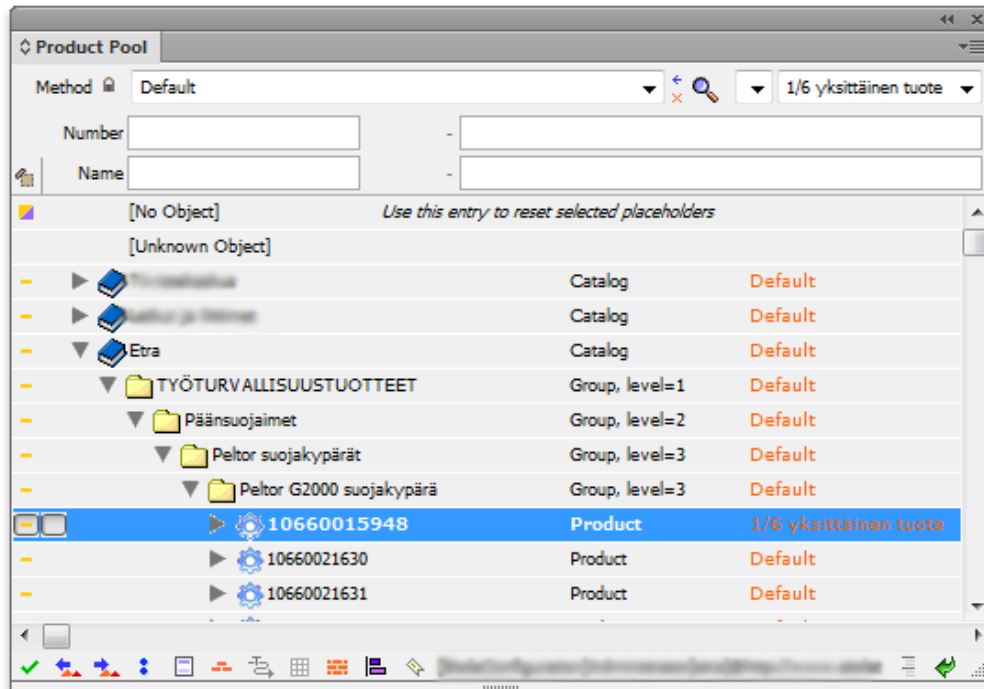 Product Pool
Method Default 1/6 yksittäinen tuote
Number -
Name -
[No Object] Use this entry to reset selected placeholders
[Unknown Object]
Catalog Default
Catalog Default
Etra Catalog Default
TYÖTURVALLISUUSTUOTTEET Group, level=1 Default
Päänsuojaimet Group, level=2 Default
Peltor suojakypärät Group, level=3 Default
Peltor G2000 suojakypärä Group, level=3 Default
10660015948 Product 1/6 yksittäinen tuote
10660021630 Product Default
10660021631 Product Default